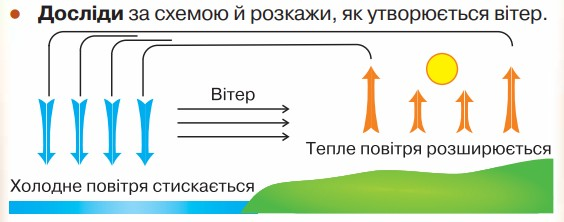 • Досліди за схемою й розкажи, як утворюється вітер.
Вітер
Тепле повітря розширюється
Холодне повітря стискається